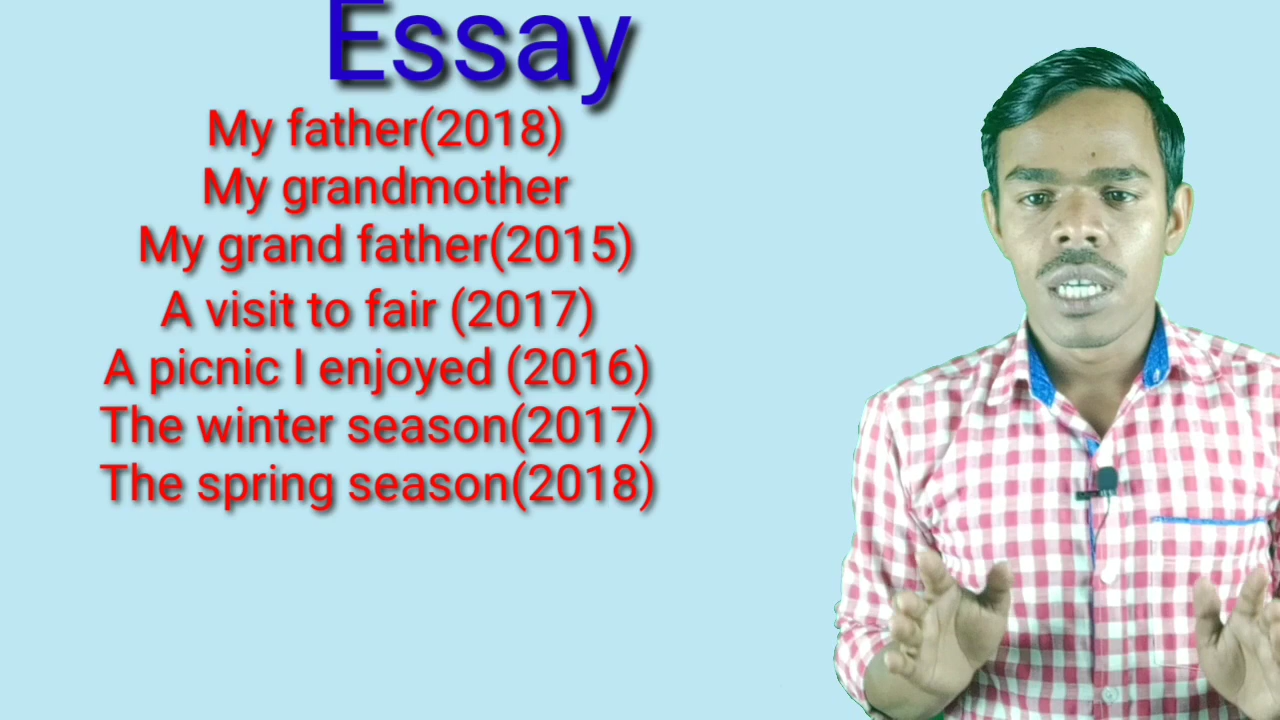 Essay
My father(2018)
My grandmother
My grand father(2015)
A visit to fair (2017)
A picnic I enjoyed (2016)
The winter season(2017)
The spring season(2018)